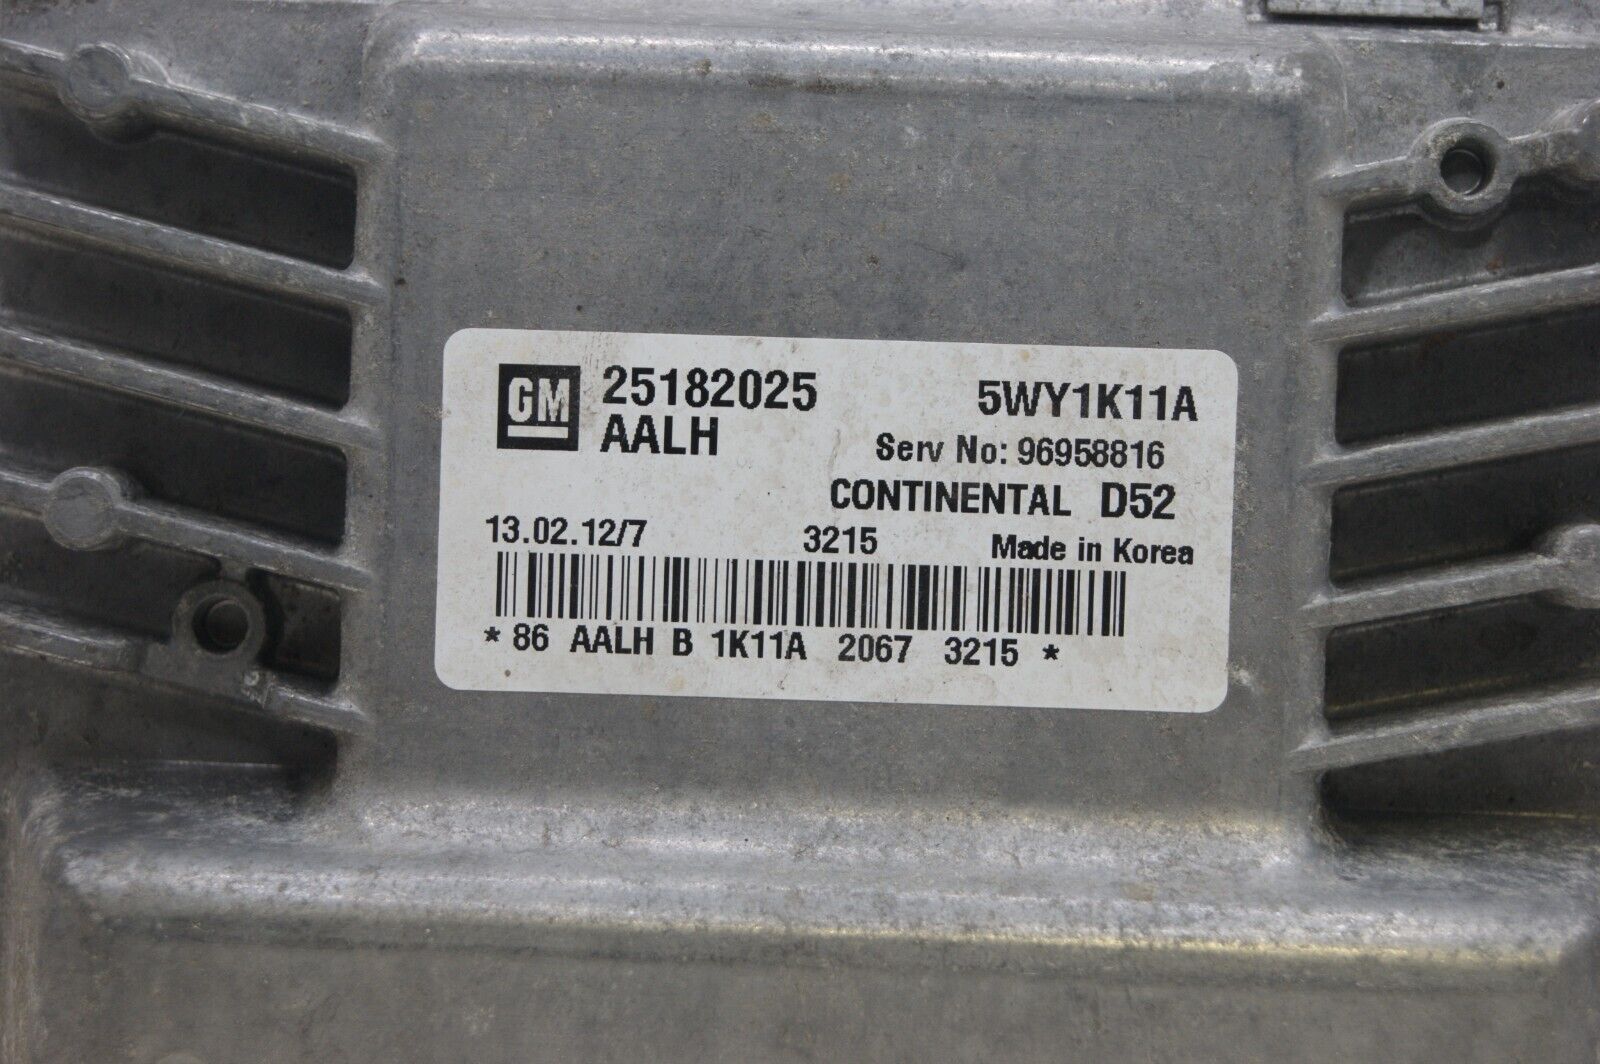 GM 25182025 5WY1K11A
AALH Serv No: 96958816
CONTINENTAL D52
13.02.12/7 3215 Made in Korea
* 86 AALH B 1K11A 2067 3215 *